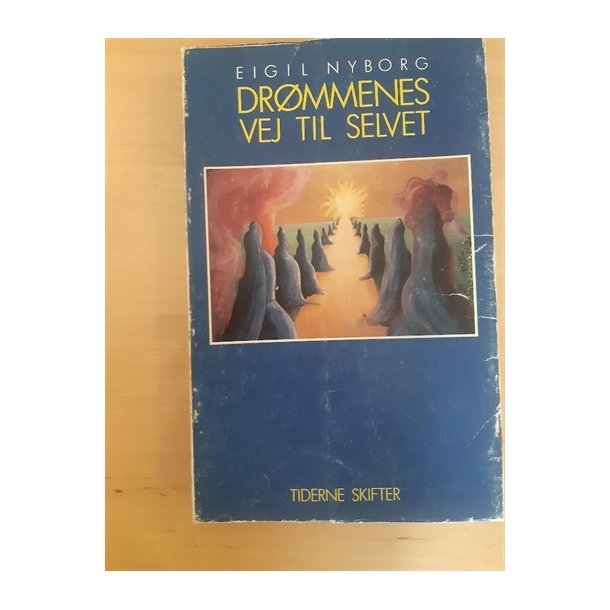 EIGIL NYBORG
DRØMMENES
VEJ TIL SELVET
TIDERNE SKIFTER